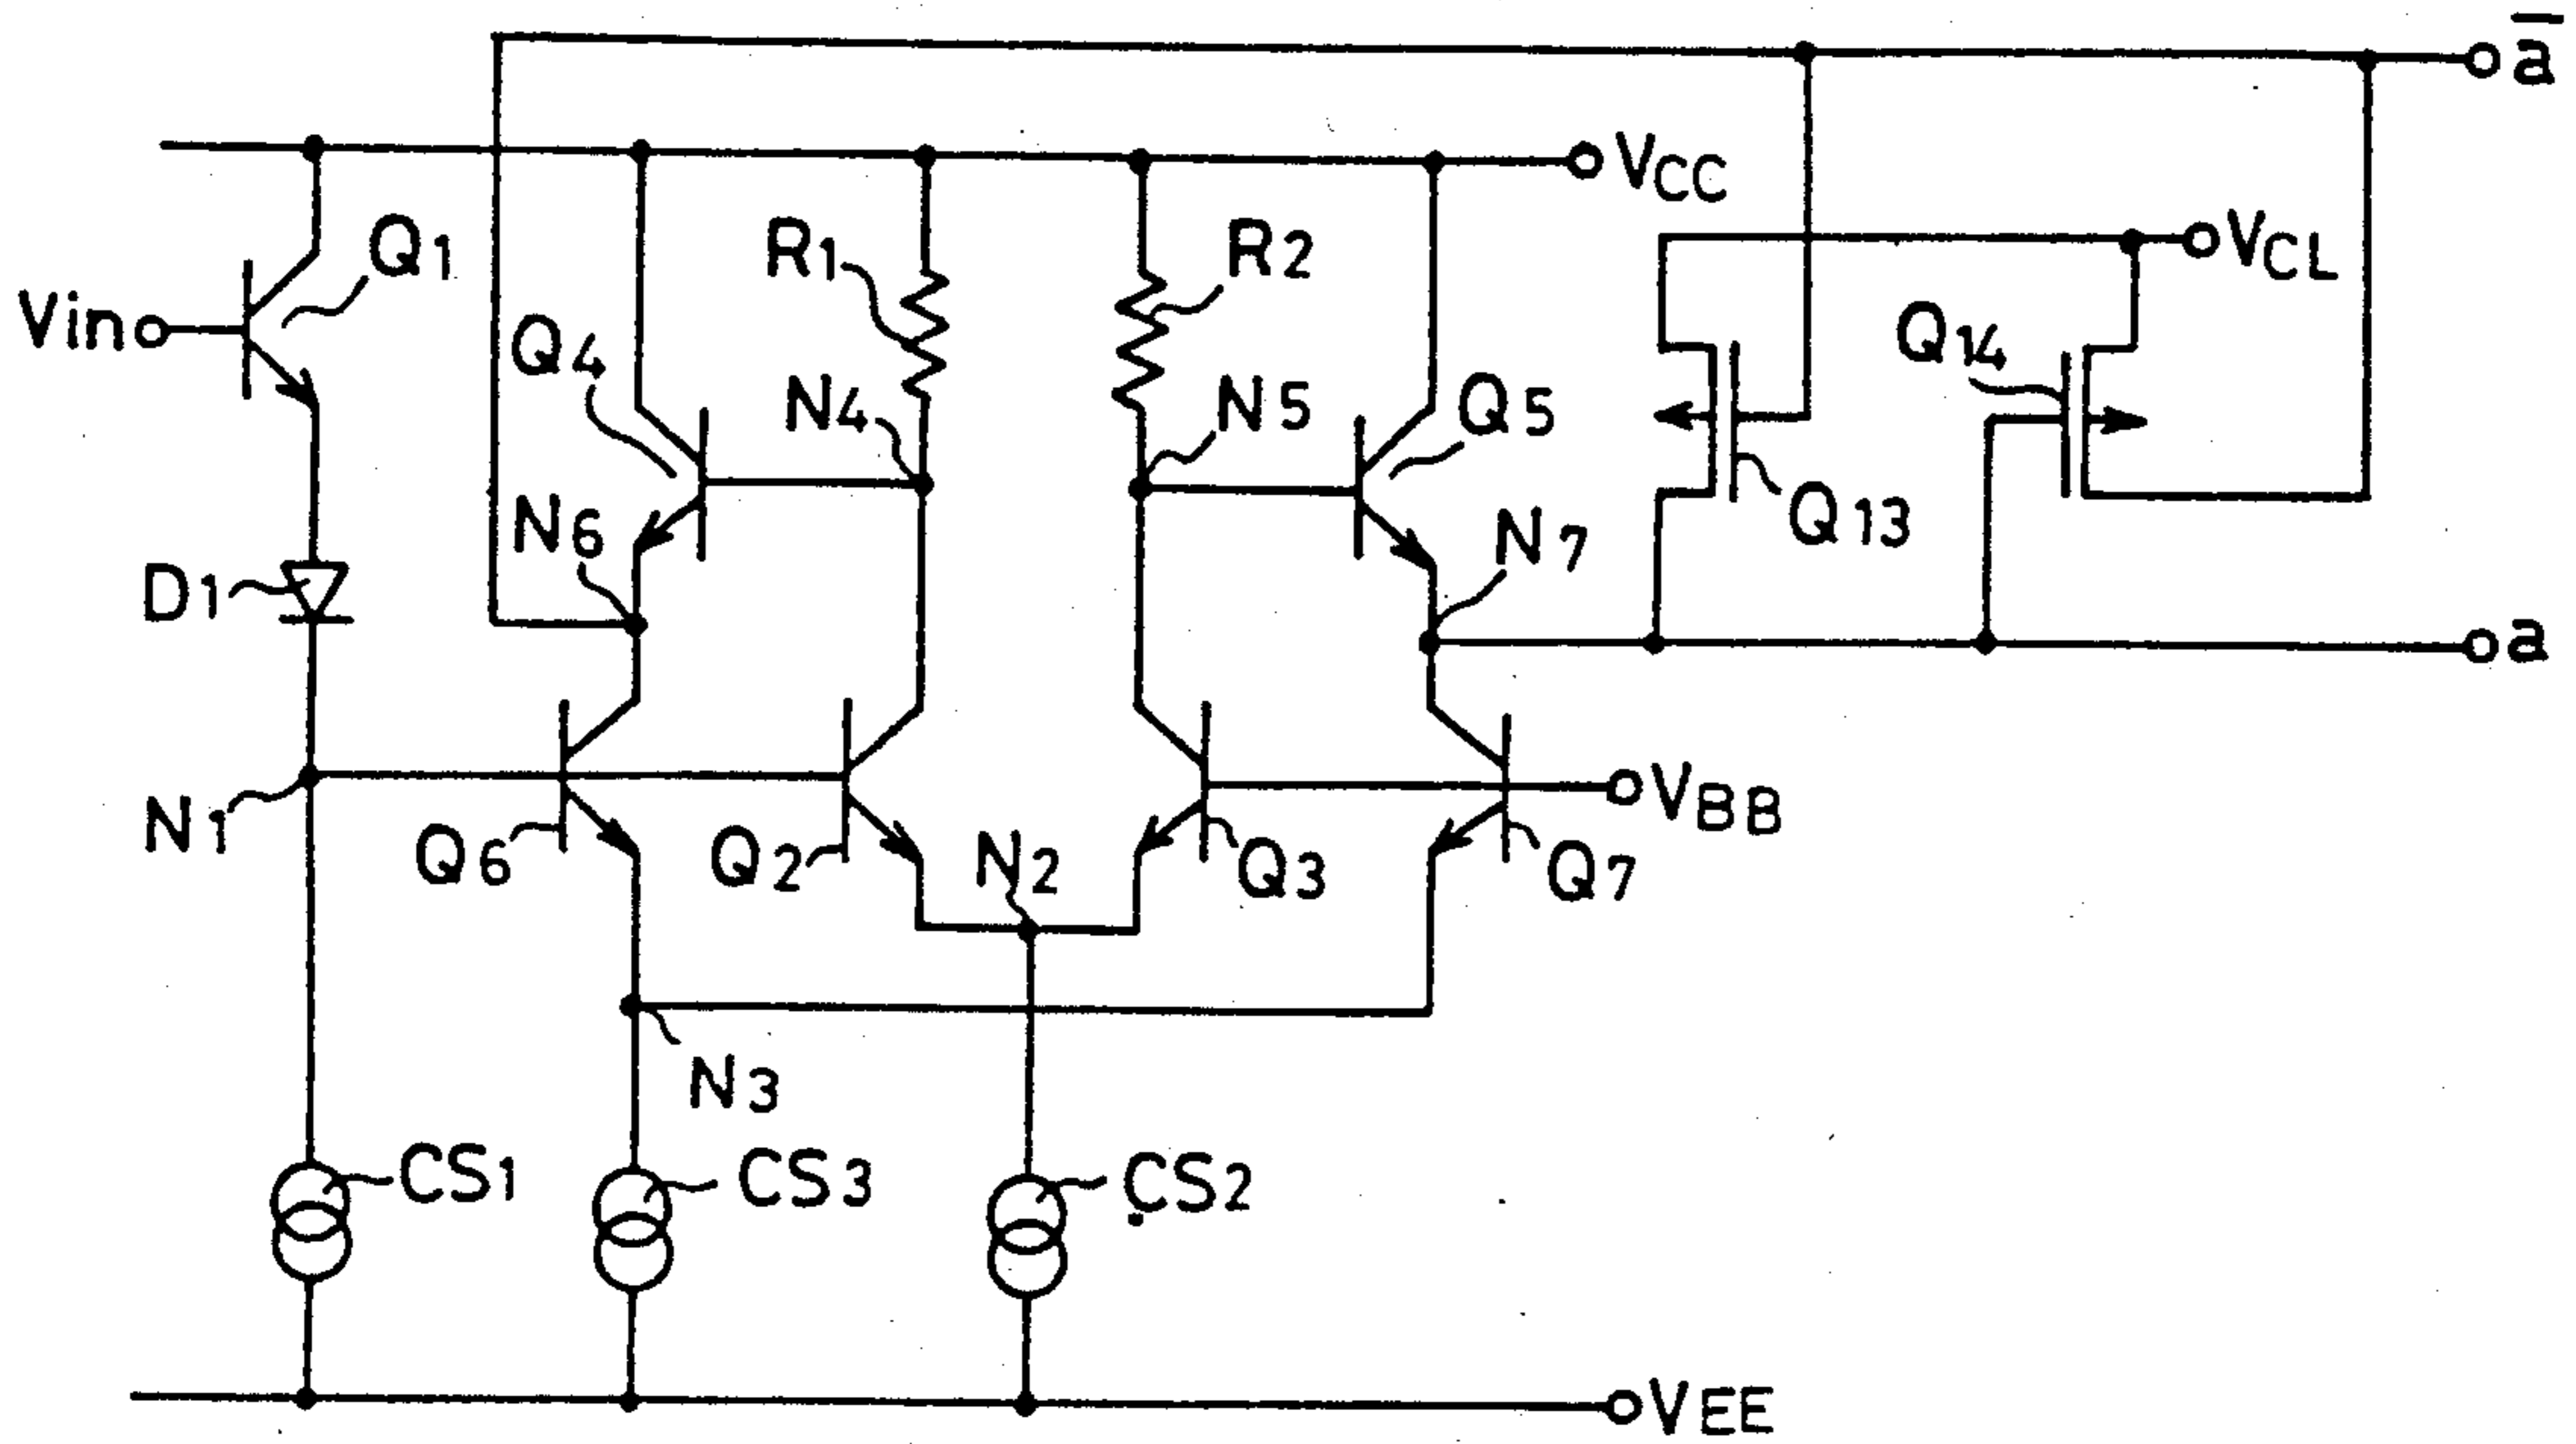 a̅
VCC
Q1
R1
R2
VCL
Vin
Q4
Q14
N4
N5
Q5
N6
N7
Q13
D1
a
N1
Q6
Q2
N2
Q3
Q7
VBB
N3
CS1
CS3
CS2
VEE